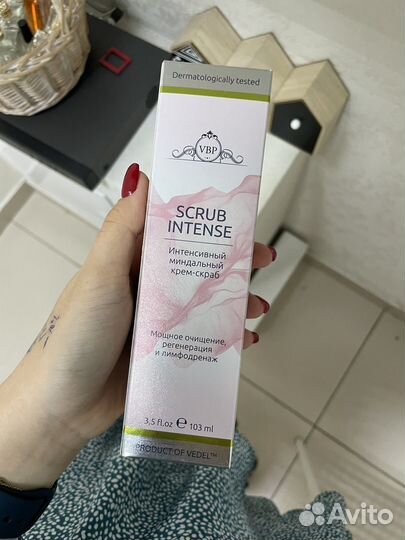 Dermatologically tested
VBP
SCRUB
INTENSE
Интенсивный
миндальный
крем-скраб
Мощное очищение,
регенерация
и лимфодренаж
3,5 fl.oz ℮ 103 ml
PRODUCT OF VEDEL™
Avito